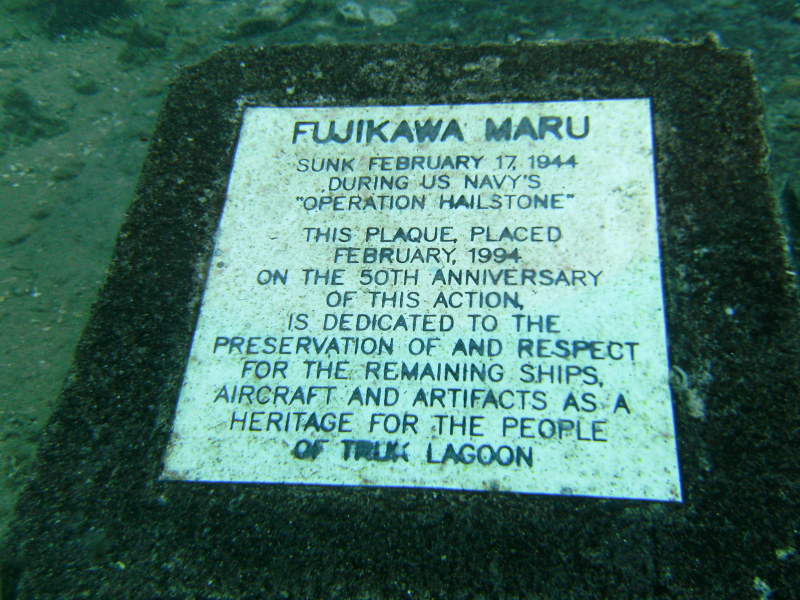 FUJIKAWA MARU
SUNK FEBRUARY 17, 1944
DURING US NAVY'S
"OPERATION HAILSTONE"
THIS PLAQUE, PLACED
FEBRUARY, 1994
ON THE 50TH ANNIVERSARY
OF THIS ACTION,
IS DEDICATED TO THE
PRESERVATION OF AND RESPECT
FOR THE REMAINING SHIPS,
AIRCRAFT AND ARTIFACTS AS A
HERITAGE FOR THE PEOPLE
OF TRUK LAGOON